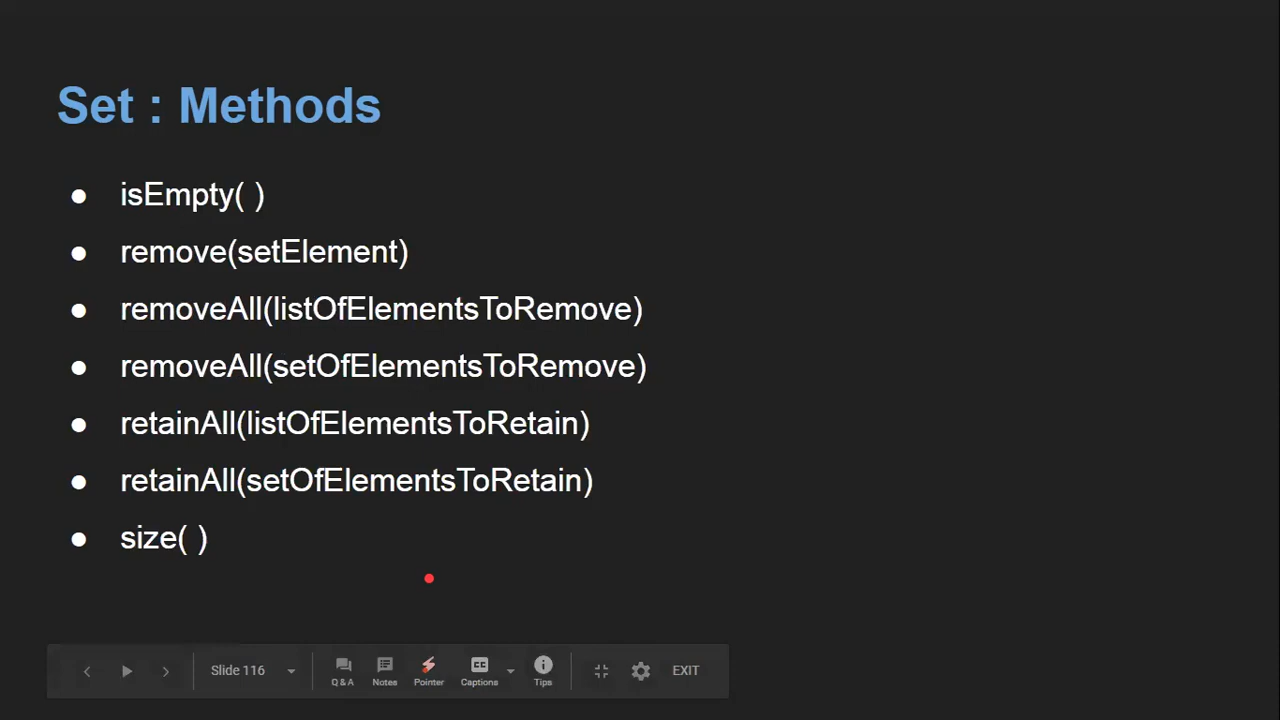 Set : Methods
● isEmpty( )
● remove(setElement)
● removeAll(listOfElementsToRemove)
● removeAll(setOfElementsToRemove)
● retainAll(listOfElementsToRetain)
● retainAll(setOfElementsToRetain)
● size( )
Slide 116 Q & A Notes Pointer CC Captions Tips EXIT